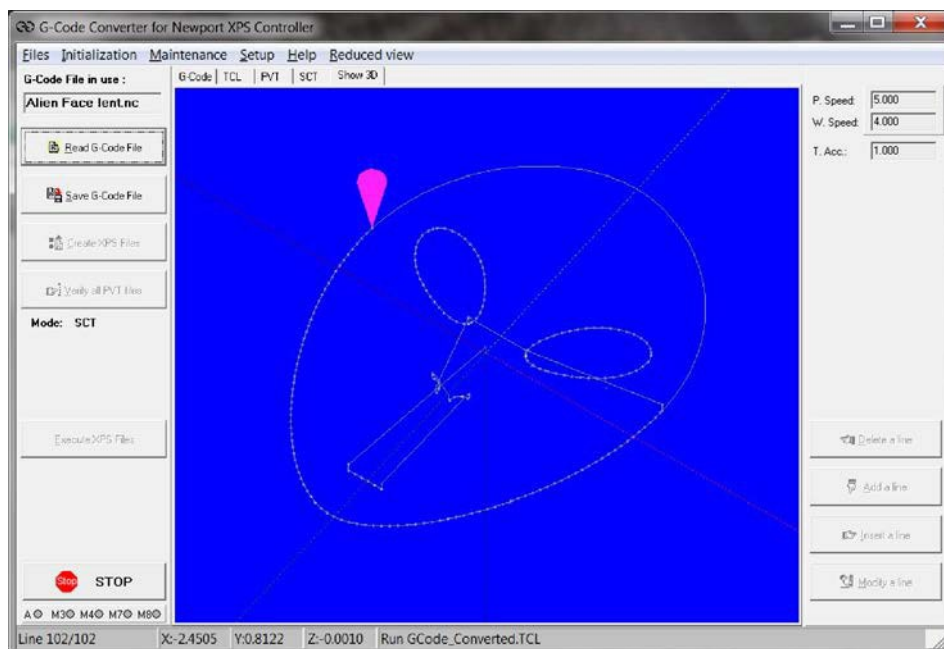 G-Code Converter for Newport XPS Controller
Files Initialization Maintenance Setup Help Reduced view
G-Code File in use :
G-Code TCL PVT SCT Show 3D
Alien Face lent.nc
Read G-Code File
Save G-Code File
Create XPS Files
Verify all PVT files
Mode: SCT
Execute XPS Files
Stop STOP
A M3 M4 M7 M8
P. Speed: 5.000
W. Speed: 4.000
T. Acc.: 1.000
Delete a line
Add a line
Insert a line
Modify a line
Line 102/102 X:-2.4505 Y:0.8122 Z:-0.0010 Run GCode_Converted.TCL